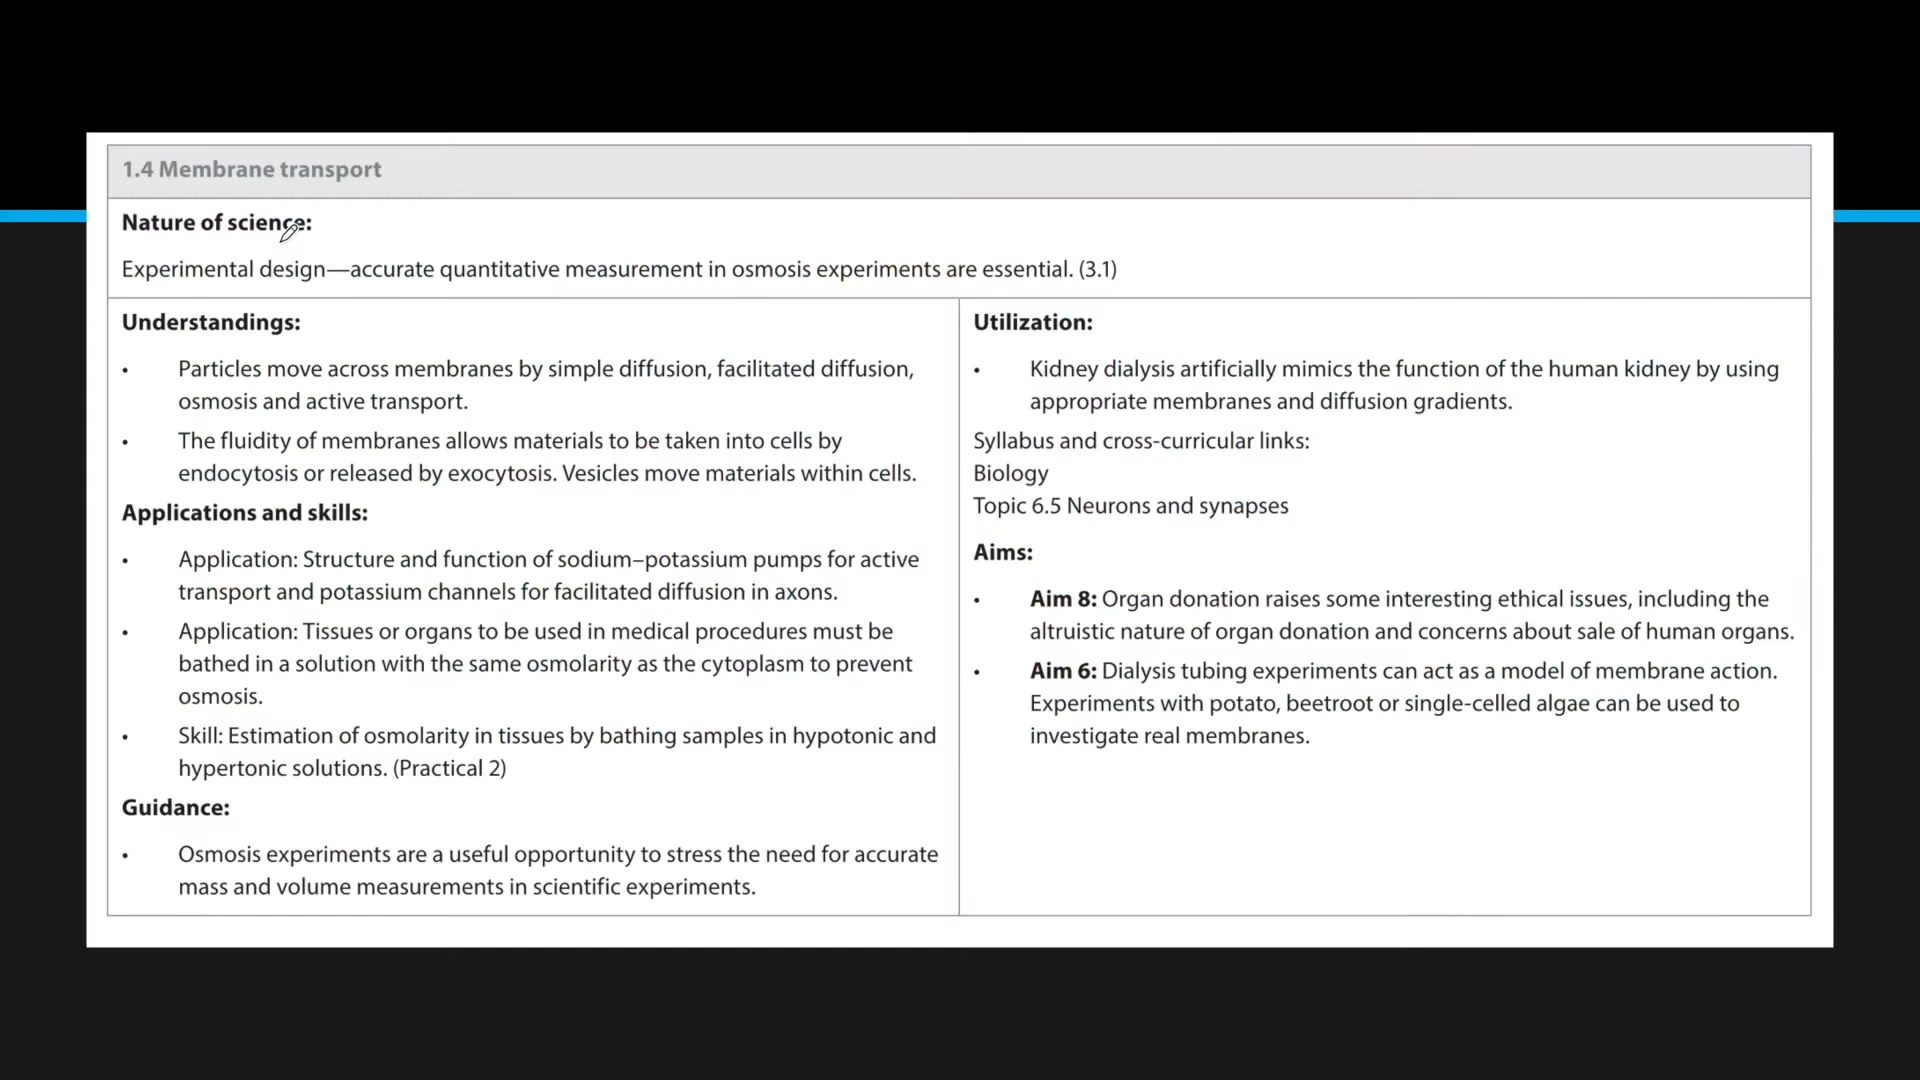 1.4 Membrane transport
Nature of science:
Experimental design—accurate quantitative measurement in osmosis experiments are essential. (3.1)
Understandings:
• Particles move across membranes by simple diffusion, facilitated diffusion,
osmosis and active transport.
• The fluidity of membranes allows materials to be taken into cells by
endocytosis or released by exocytosis. Vesicles move materials within cells.
Applications and skills:
• Application: Structure and function of sodium–potassium pumps for active
transport and potassium channels for facilitated diffusion in axons.
• Application: Tissues or organs to be used in medical procedures must be
bathed in a solution with the same osmolarity as the cytoplasm to prevent
osmosis.
• Skill: Estimation of osmolarity in tissues by bathing samples in hypotonic and
hypertonic solutions. (Practical 2)
Guidance:
• Osmosis experiments are a useful opportunity to stress the need for accurate
mass and volume measurements in scientific experiments.
Utilization:
• Kidney dialysis artificially mimics the function of the human kidney by using
appropriate membranes and diffusion gradients.
Syllabus and cross-curricular links:
Biology
Topic 6.5 Neurons and synapses
Aims:
• Aim 8: Organ donation raises some interesting ethical issues, including the
altruistic nature of organ donation and concerns about sale of human organs.
• Aim 6: Dialysis tubing experiments can act as a model of membrane action.
Experiments with potato, beetroot or single-celled algae can be used to
investigate real membranes.